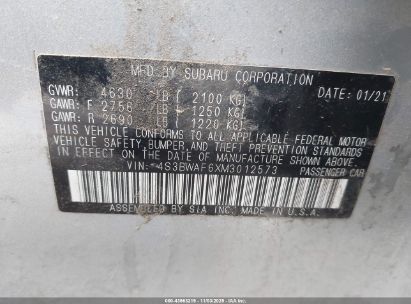 MFD. BY SUBARU CORPORATION
GVWR: 4630 LB ( 2100 KG) DATE: 01/21
GAWR: F 2756 LB ( 1250 KG)
GAWR: R 2690 LB ( 1220 KG)
THIS VEHICLE CONFORMS TO ALL APPLICABLE FEDERAL MOTOR
VEHICLE SAFETY, BUMPER, AND THEFT PREVENTION STANDARDS
IN EFFECT ON THE DATE OF MANUFACTURE SHOWN ABOVE.
VIN: *4S3BWAF6XM3012573
PASSENGER CAR
ASSEMBLED BY SIA INC. IN U.S.A.